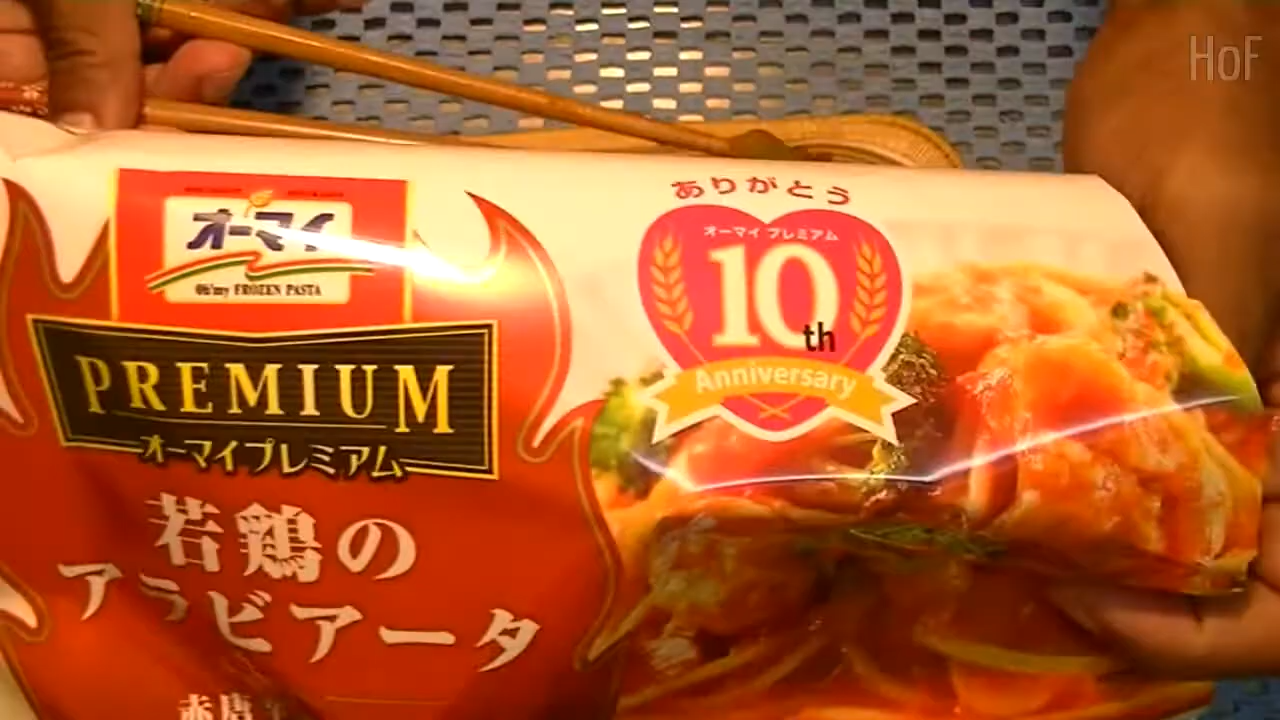 HoF
オーマイ
Oh'my FROZEN PASTA
PREMIUM
オーマイプレミアム
若鶏の
アラビアータ
ありがとう
オーマイ プレミアム
10th
Anniversary